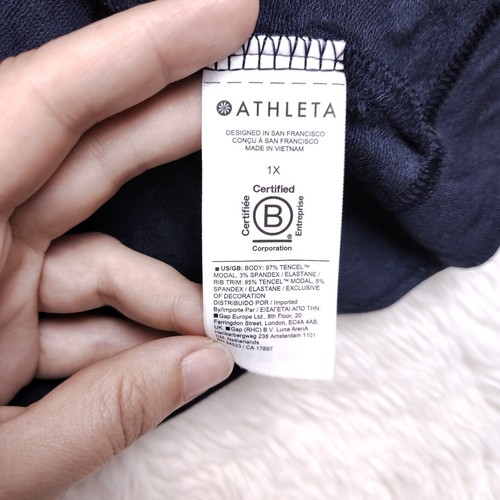 ATHLETA
DESIGNED IN SAN FRANCISCO
CONÇU À SAN FRANCISCO
MADE IN VIETNAM
1X
Certified
Certifiée
B
Entreprise
Corporation
US/GB: BODY: 97% TENCEL™
MODAL, 3% SPANDEX / ELASTANE /
RIB TRIM: 95% TENCEL™ MODAL, 5%
SPANDEX / ELASTANE / EXCLUSIVE
OF DECORATION
DISTRIBUIDO POR / Imported
By/Importe Par / ΕΙΣΑΓΕΤΑΙ ΑΠΟ ΤΗΝ:
Gap Europe Ltd., 8th Floor, 20
Farringdon Street, London, EC4A 4AB,
UK. Gap (RHC) B.V. Luna ArenA
Herikerbergweg 238 Amsterdam 1101
CM, Netherlands
54023 / CA 17897